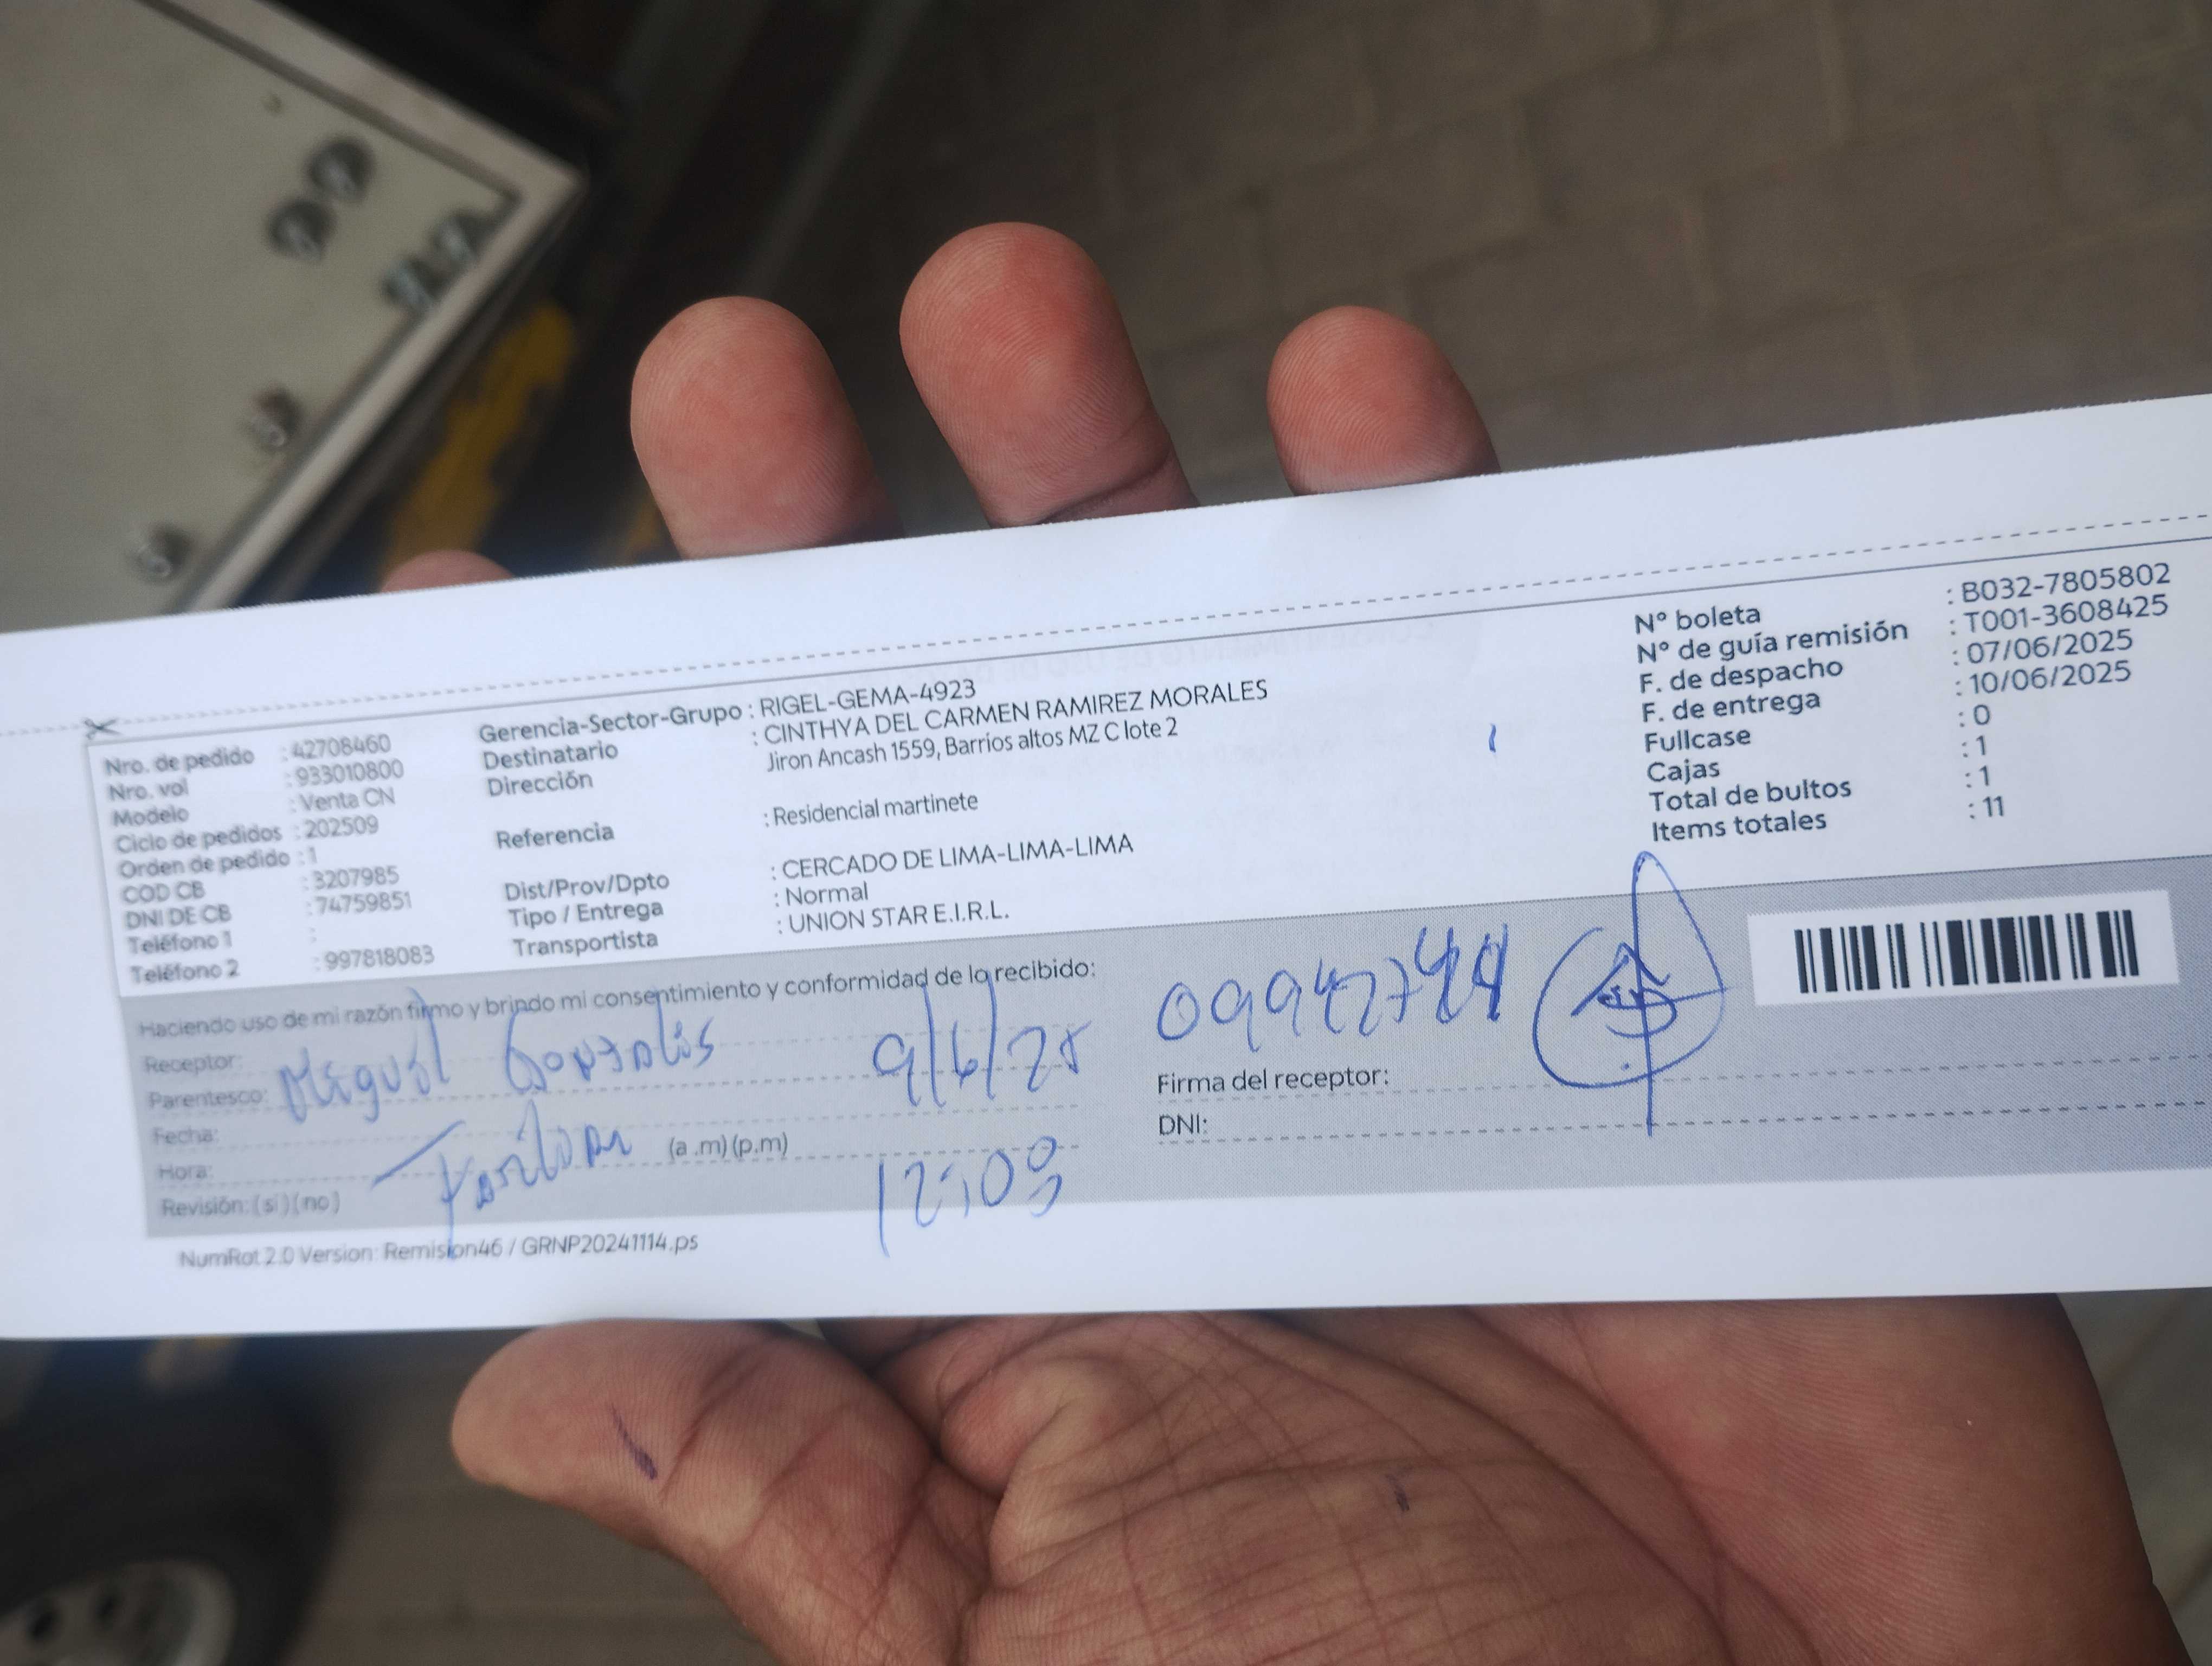 Nro. de pedido : 42708460
Nro. vol : 933010800
Modelo : Venta CN
Ciclo de pedidos : 202509
Orden de pedido : 1
COD CB : 3207985
DNI DE CB : 74759851
Teléfono 1 :
Teléfono 2 : 997818083
Gerencia-Sector-Grupo : RIGEL-GEMA-4923
Destinatario : CINTHYA DEL CARMEN RAMIREZ MORALES
Dirección Jiron Ancash 1559, Barrios altos MZ C lote 2
Referencia : Residencial martinete
Dist/Prov/Dpto : CERCADO DE LIMA-LIMA-LIMA
Tipo / Entrega : Normal
Transportista : UNION STAR E.I.R.L.
N° boleta : B032-7805802
N° de guía remisión : T001-3608425
F. de despacho : 07/06/2025
F. de entrega : 10/06/2025
Fullcase : 0
Cajas : 1
Total de bultos : 1
Items totales : 11
Haciendo uso de mi razón firmo y brindo mi consentimiento y conformidad de lo recibido:
Receptor:
Parentesco: Miguel Gonzales 9/6/25
Fecha:
Hora: (a .m) (p.m) 12:09
Revisión: (si) (no)
Firma del receptor:
DNI:
NumRot 2.0 Version: Remision46 / GRNP20241114.ps